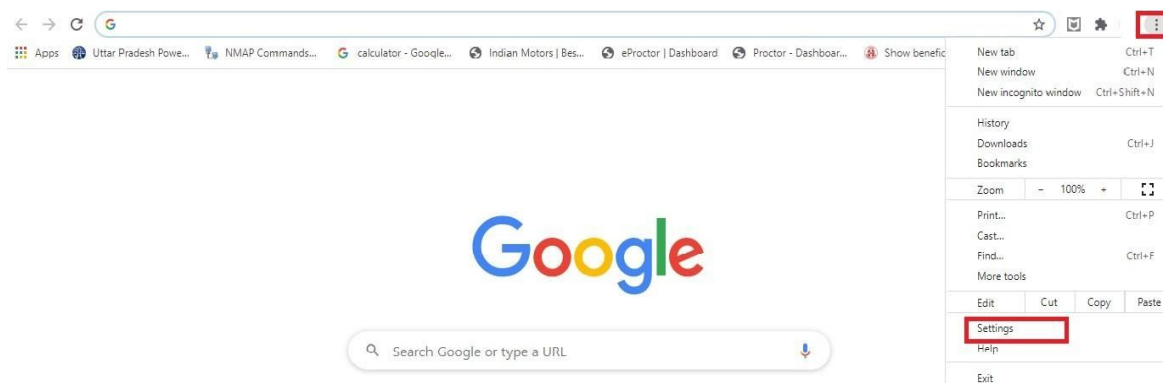 G
Apps Uttar Pradesh Powe... NMAP Commands... G calculator - Google... Indian Motors | Bes... eProctor | Dashboard Proctor - Dashboar... Show benefic
New tab Ctrl+T
New window Ctrl+N
New incognito window Ctrl+Shift+N
History
Downloads Ctrl+J
Bookmarks
Zoom - 100% +
Print... Ctrl+P
Cast...
Find... Ctrl+F
More tools
Edit Cut Copy Paste
Settings
Help
Exit
Google
Search Google or type a URL